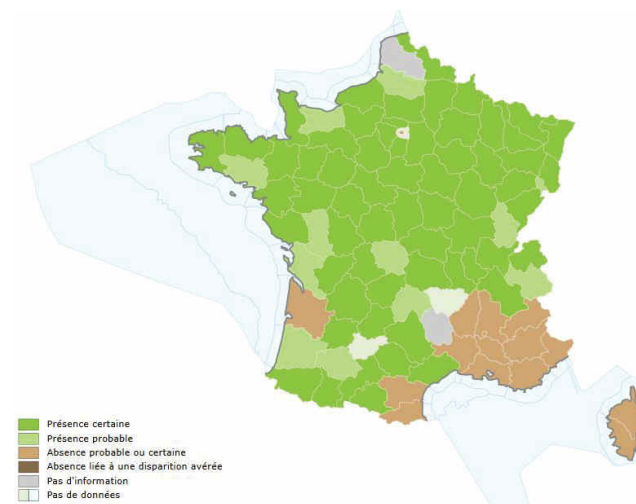 Présence certaine
Présence probable
Absence probable ou certaine
Absence liée à une disparition avérée
Pas d'information
Pas de données